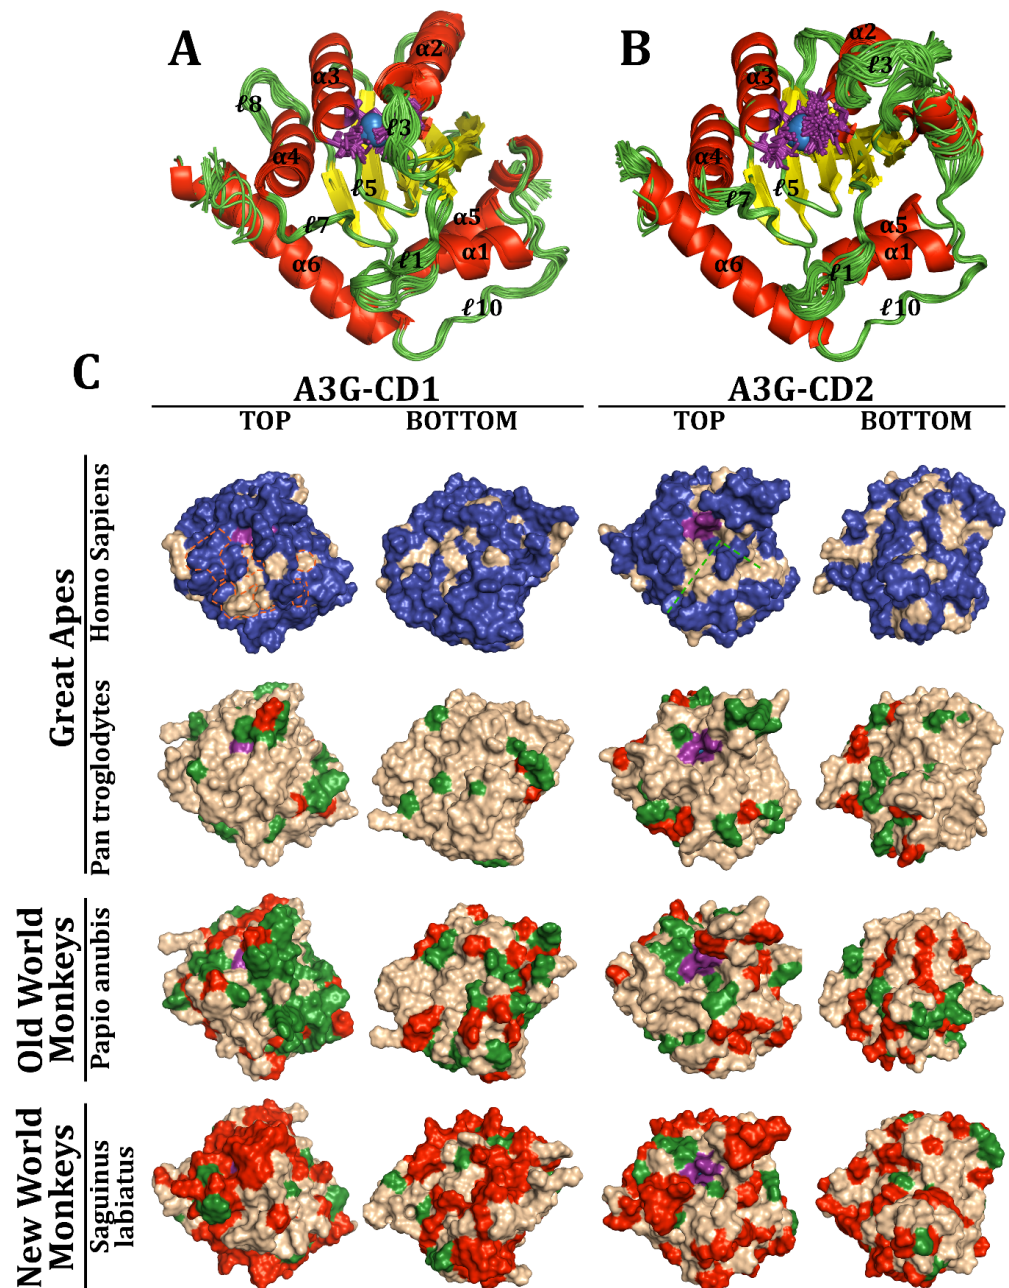 A
α2
α3
ℓ8
ℓ3
α4
ℓ5
ℓ7
α5
α6
ℓ1
α1
ℓ10
B
α2
α3
ℓ3
α4
ℓ5
ℓ7
α5
α6
ℓ1
α1
ℓ10
C
A3G-CD1
A3G-CD2
TOP
BOTTOM
TOP
BOTTOM
Great Apes
Homo Sapiens
Pan troglodytes
Old World
Monkeys
Papio anubis
New World
Monkeys
Saguinus
labiatus